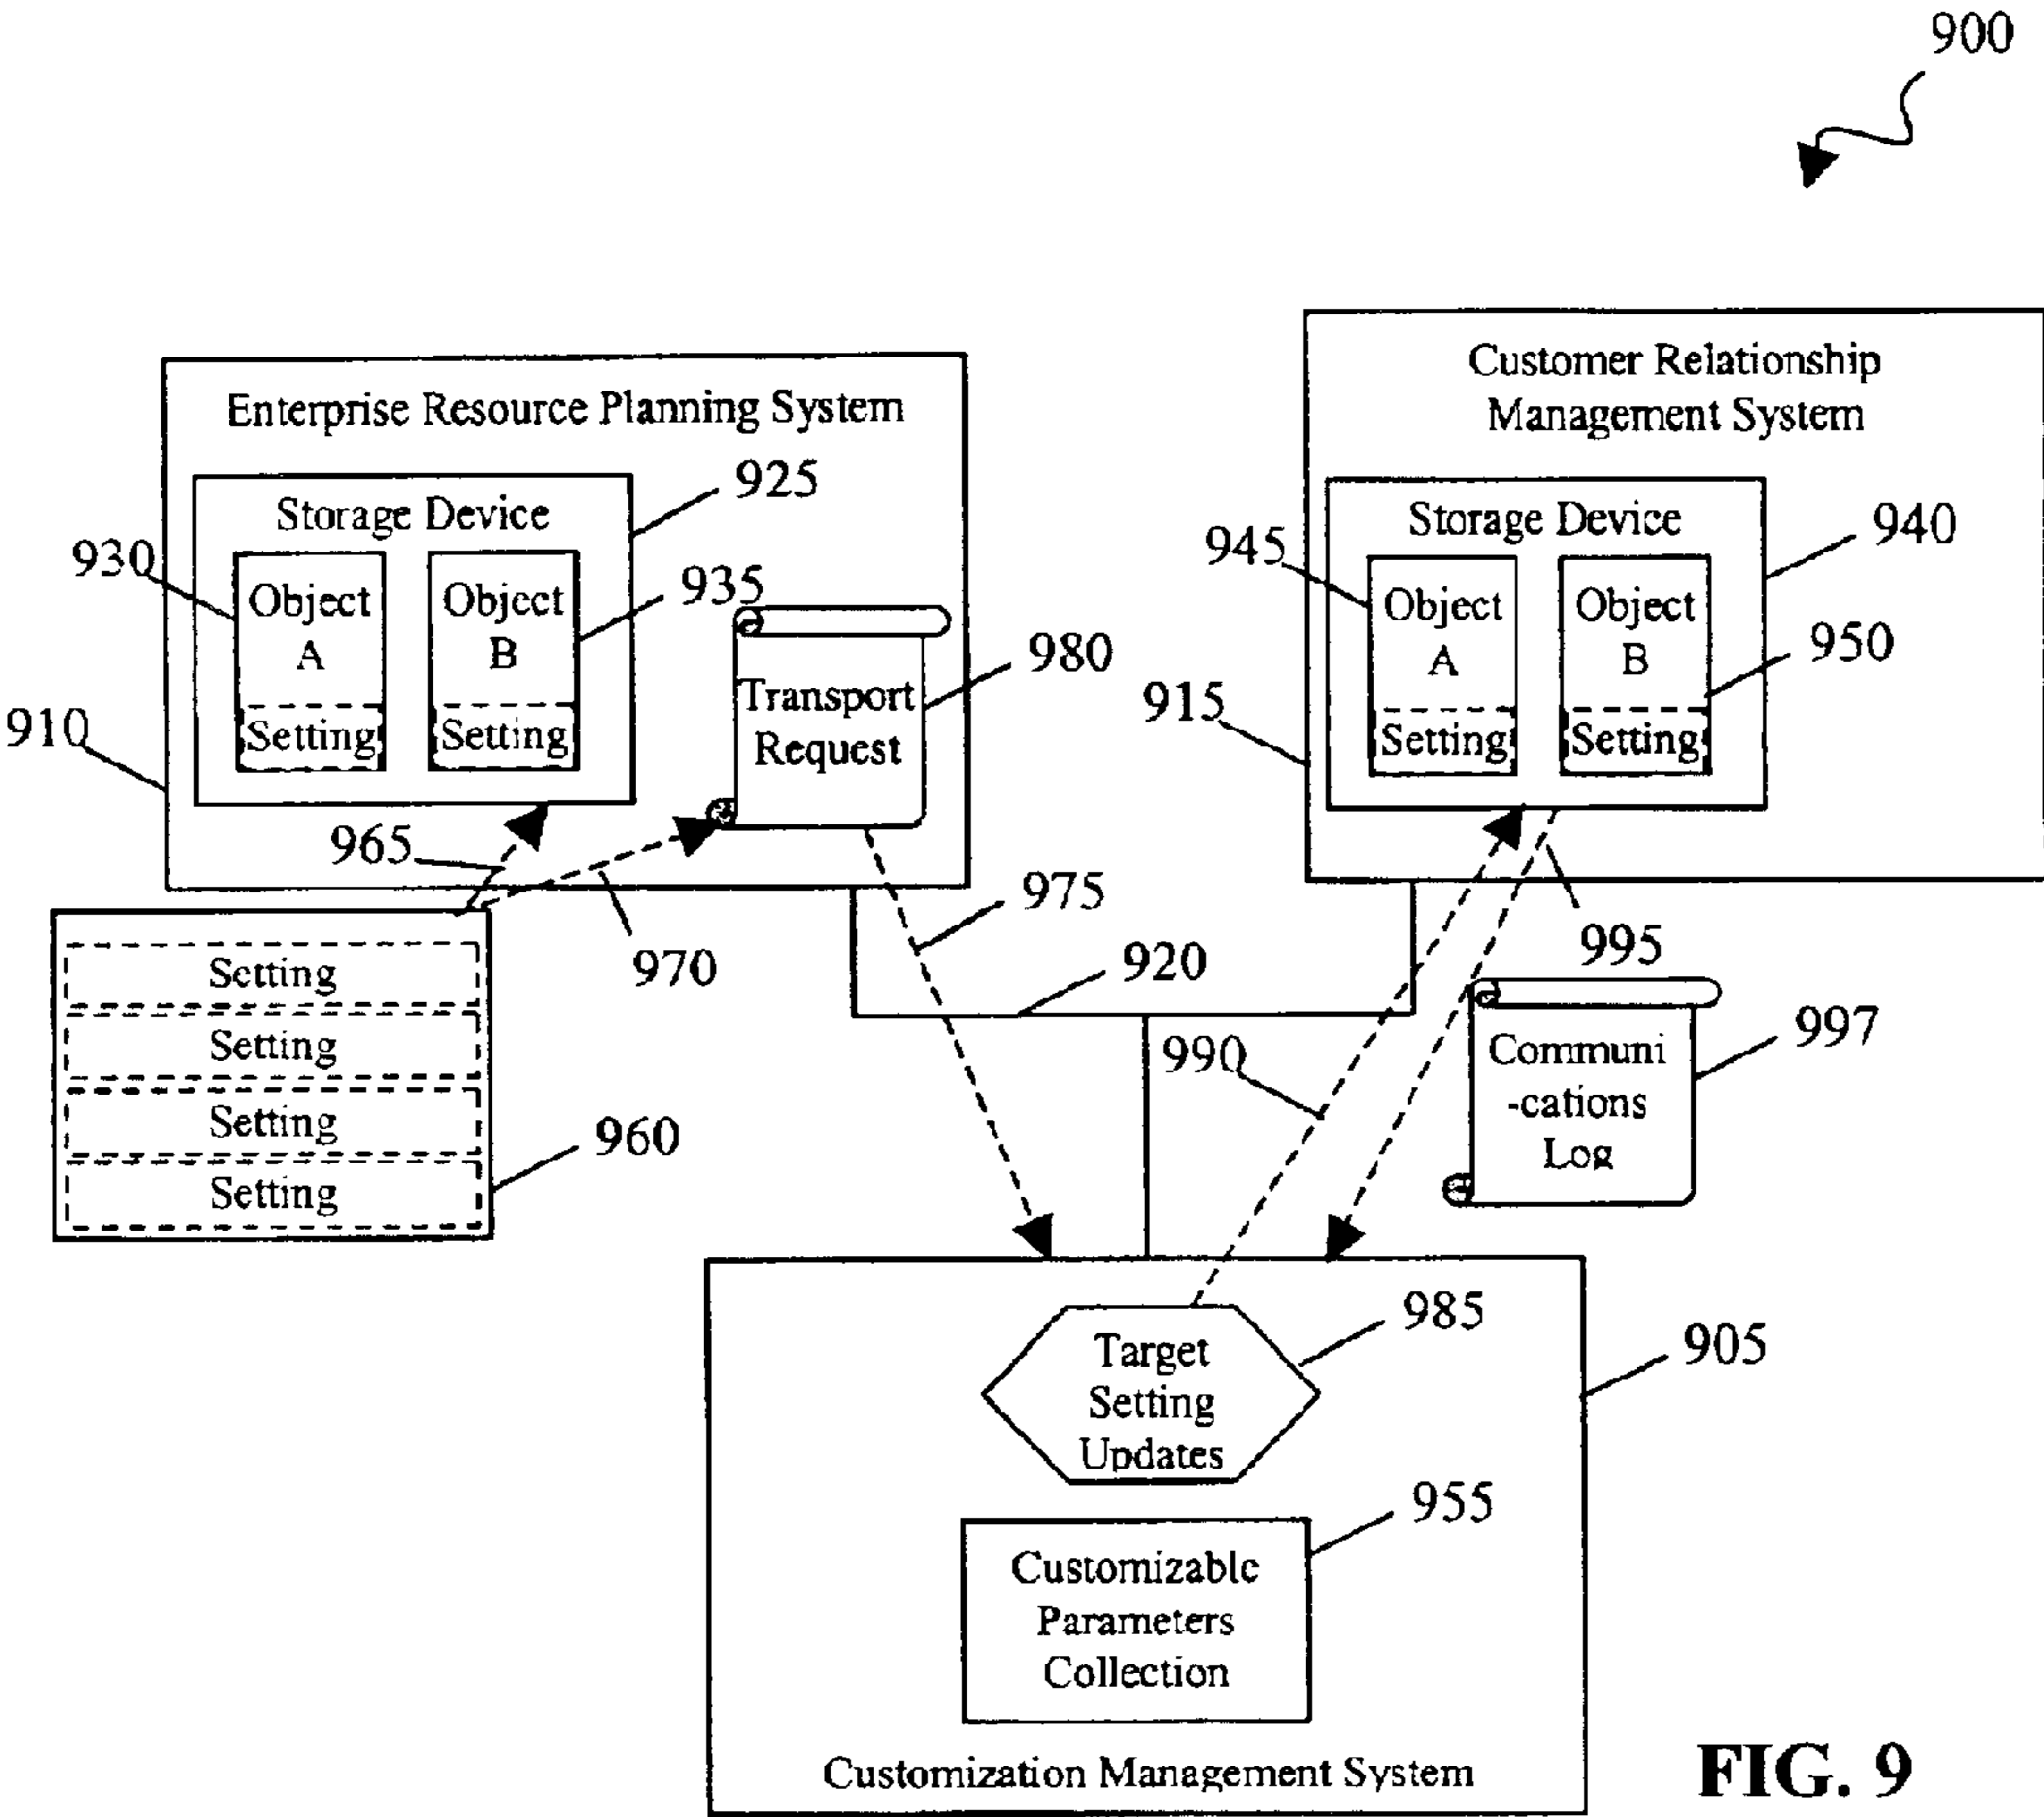 900
Enterprise Resource Planning System
925
Storage Device
930
Object
A
Setting
Object
B
Setting
935
980
Transport
Request
910
Customer Relationship
Management System
Storage Device
940
945
Object
A
Setting
Object
B
Setting
950
915
965
970
975
920
990
995
Setting
Setting
Setting
Setting
960
Communi
-cations
Log
997
Target
Setting
Updates
985
905
955
Customizable
Parameters
Collection
Customization Management System
FIG. 9